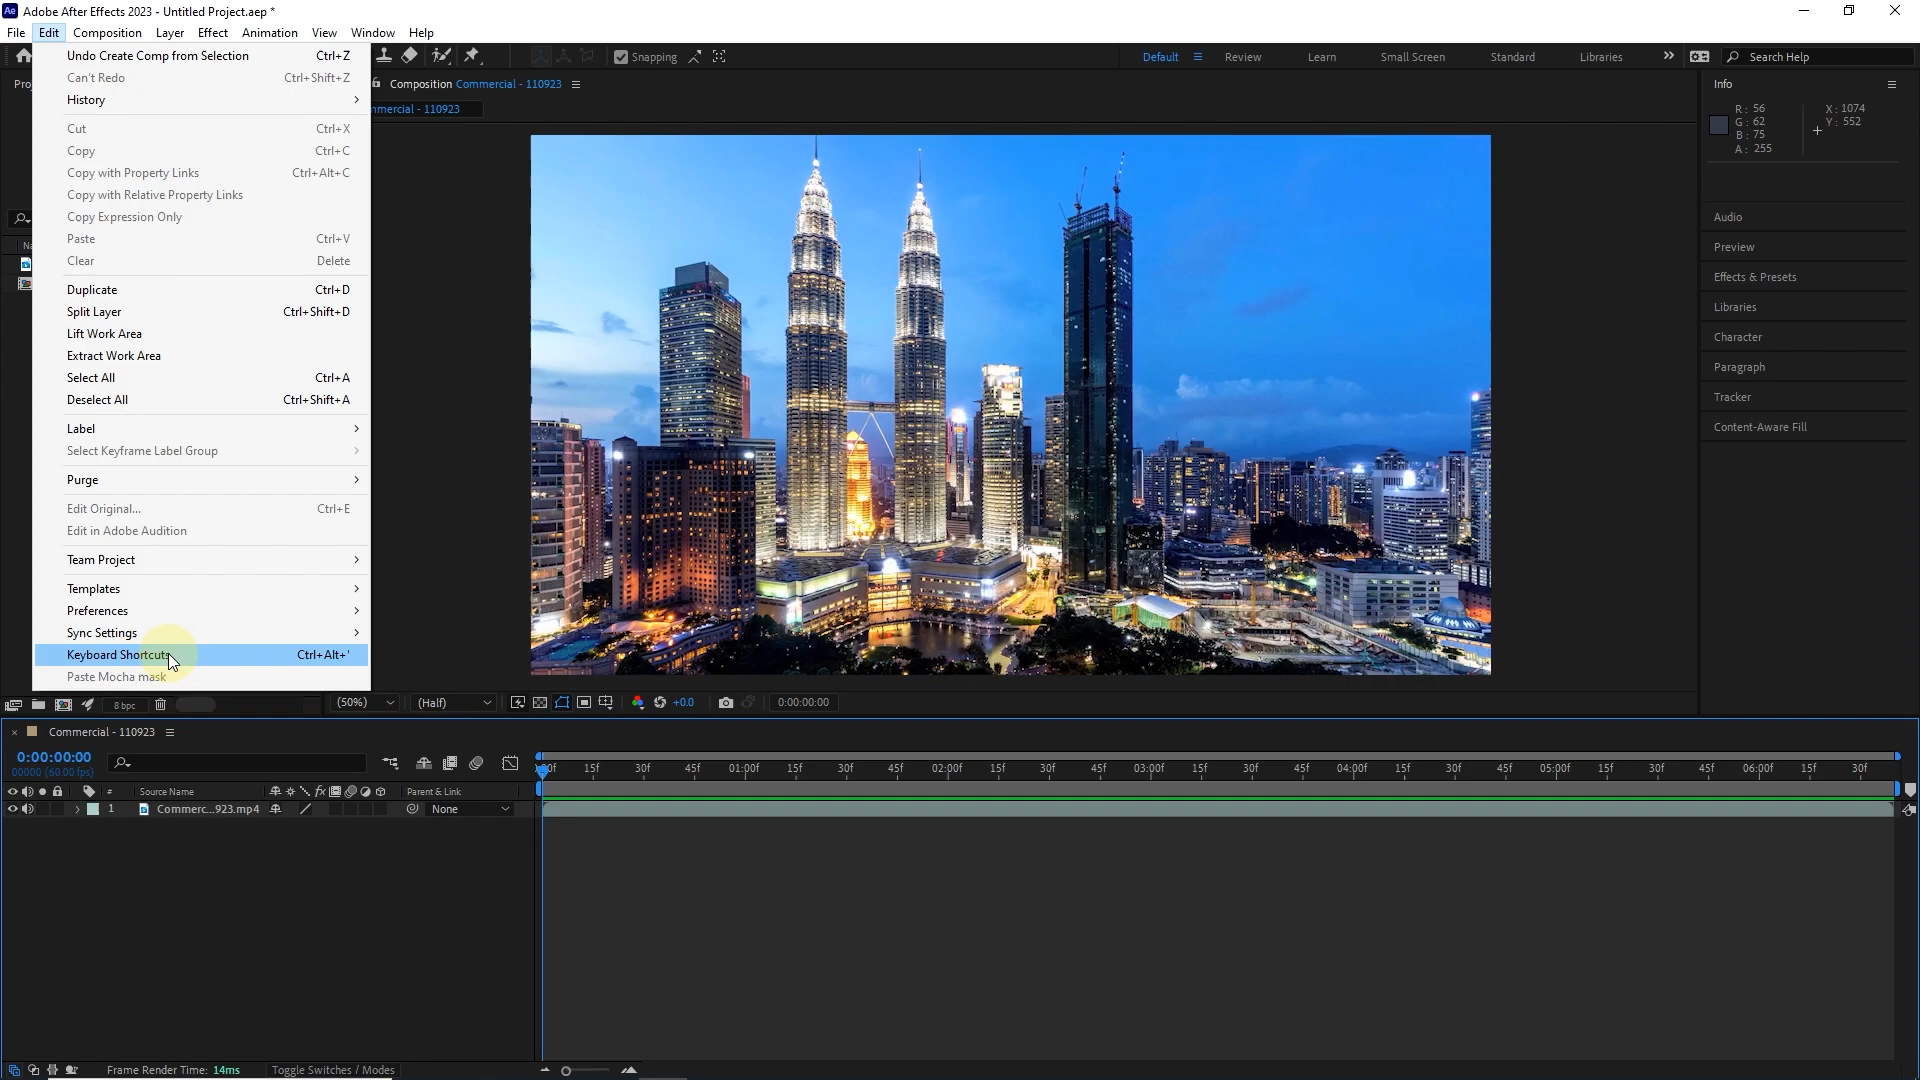 Ae Adobe After Effects 2023 - Untitled Project.aep *
File Edit Composition Layer Effect Animation View Window Help
Undo Create Comp from Selection Ctrl+Z
Can't Redo Ctrl+Shift+Z
History
Cut Ctrl+X
Copy Ctrl+C
Copy with Property Links Ctrl+Alt+C
Copy with Relative Property Links
Copy Expression Only
Paste Ctrl+V
Clear Delete
Duplicate Ctrl+D
Split Layer Ctrl+Shift+D
Lift Work Area
Extract Work Area
Select All Ctrl+A
Deselect All Ctrl+Shift+A
Label
Select Keyframe Label Group
Purge
Edit Original... Ctrl+E
Edit in Adobe Audition
Team Project
Templates
Preferences
Sync Settings
Keyboard Shortcuts Ctrl+Alt+'
Paste Mocha mask
Snapping
Default Review Learn Small Screen Standard Libraries
Search Help
Composition Commercial - 110923
mmercial - 110923
Info
R: 56
G: 62
B: 75
A: 255
X: 1074
Y: 552
Audio
Preview
Effects & Presets
Libraries
Character
Paragraph
Tracker
Content-Aware Fill
8 bpc (50%) (Half) +0.0 0:00:00:00
Commercial - 110923
0:00:00:00
00000 (60.00 fps)
15f 30f 45f 01:00f 15f 30f 45f 02:00f 15f 30f 45f 03:00f 15f 30f 45f 04:00f 15f 30f 45f 05:00f 15f 30f 45f 06:00f 15f 30f
# Source Name fx Parent & Link
1 Commerc...923.mp4 None
Frame Render Time: 14ms Toggle Switches / Modes